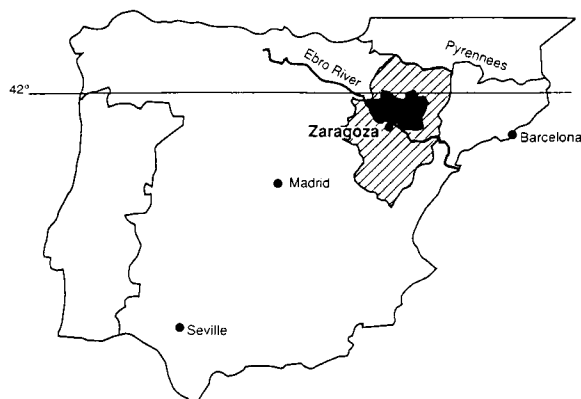 Ebro River
Pyrennees
42°
Zaragoza
Barcelona
Madrid
Seville